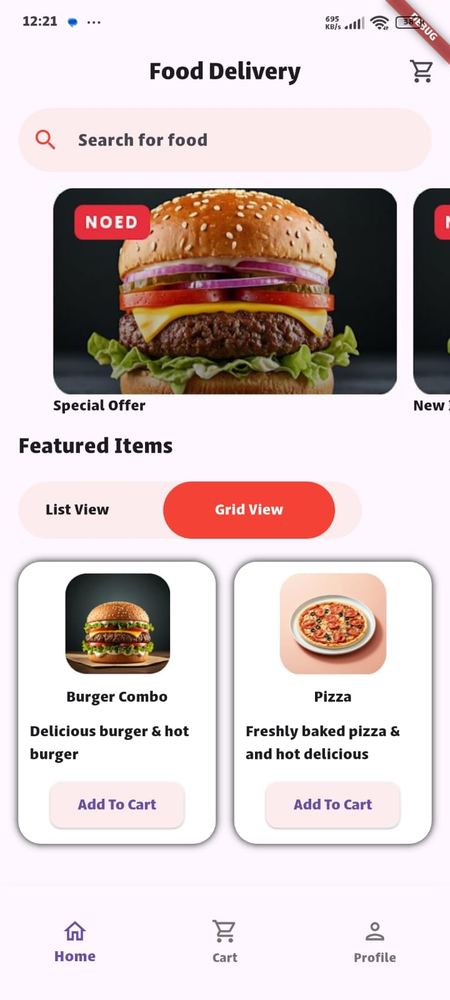 12:21
695
KB/s
38
DEBUG
Food Delivery
Search for food
NOED
Special Offer
New
Featured Items
List View
Grid View
Burger Combo
Pizza
Delicious burger & hot
burger
Freshly baked pizza &
and hot delicious
Add To Cart
Add To Cart
Home
Cart
Profile